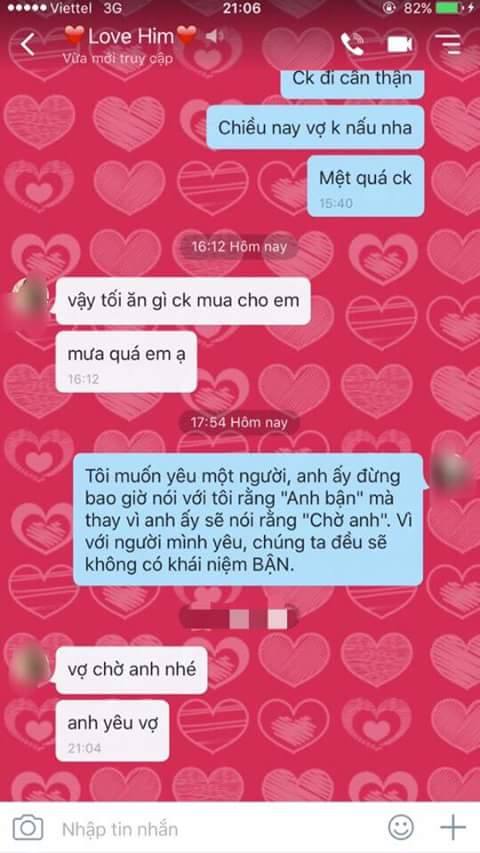 Viettel 3G 21:06 82%
❤️Love Him❤️
Vừa mới truy cập
Ck đi cẩn thận
Chiều nay vợ k nấu nha
Mệt quá ck
15:40
16:12 Hôm nay
vậy tối ăn gì ck mua cho em
mưa quá em ạ
16:12
17:54 Hôm nay
Tôi muốn yêu một người, anh ấy đừng
bao giờ nói với tôi rằng "Anh bận" mà
thay vì anh ấy sẽ nói rằng "Chờ anh". Vì
với người mình yêu, chúng ta đều sẽ
không có khái niệm BẬN.
vợ chờ anh nhé
anh yêu vợ
21:04
Nhập tin nhắn